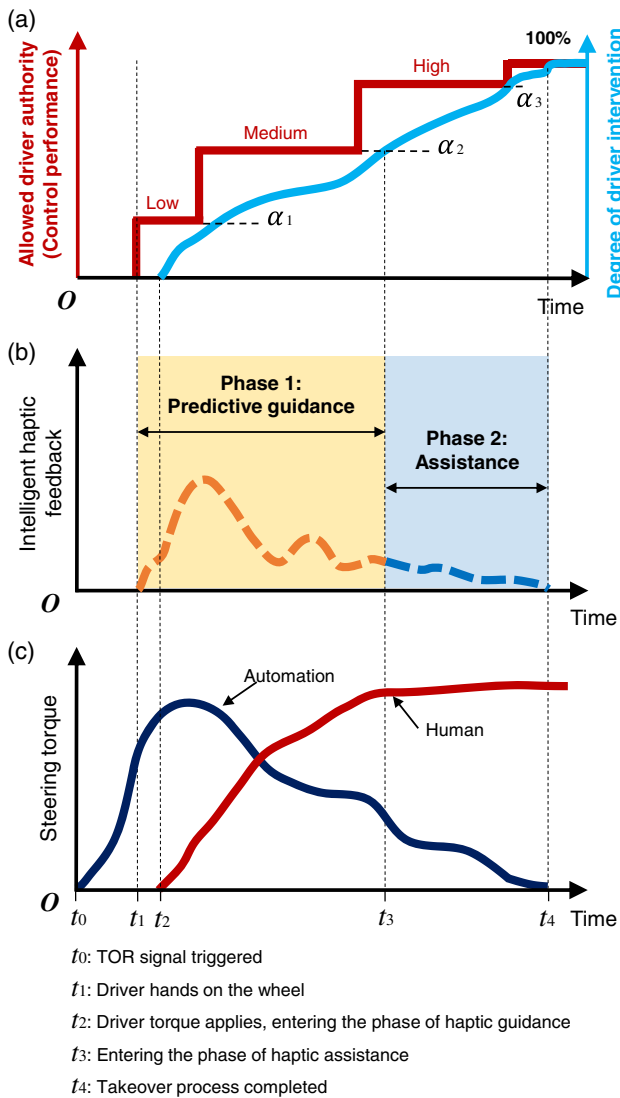 (a)
Allowed driver authority
(Control performance)
Low
Medium
High
100%
α1
α2
α3
Degree of driver intervention
O
Time
(b)
Intelligent haptic
feedback
Phase 1:
Predictive guidance
Phase 2:
Assistance
O
Time
(c)
Steering torque
Automation
Human
O
Time
t0
t1
t2
t3
t4
t0: TOR signal triggered
t1: Driver hands on the wheel
t2: Driver torque applies, entering the phase of haptic guidance
t3: Entering the phase of haptic assistance
t4: Takeover process completed